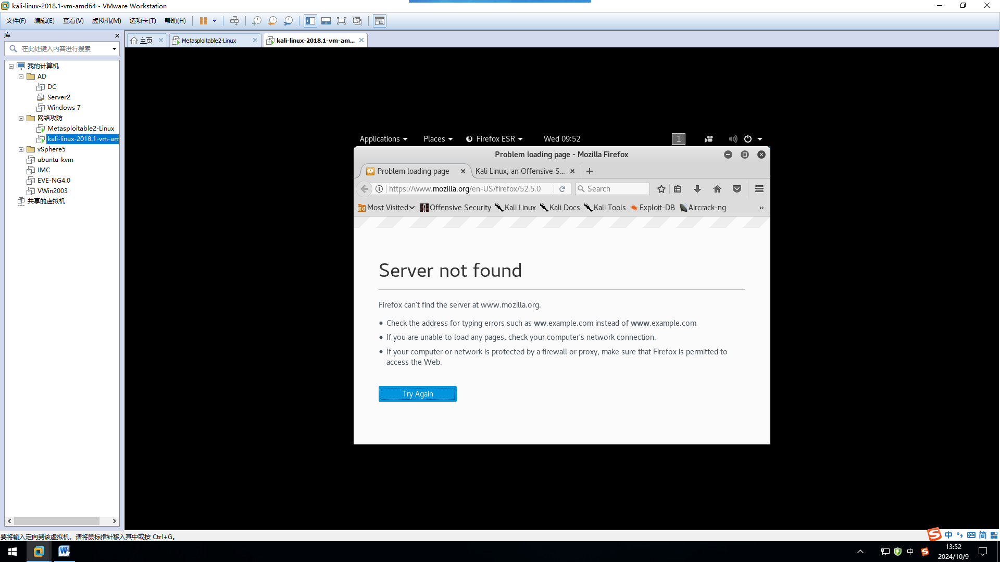 kali-linux-2018.1-vm-amd64 - VMware Workstation
文件(F) 编辑(E) 查看(V) 虚拟机(M) 选项卡(T) 帮助(H)
库
主页
Metasploitable2-Linux
kali-linux-2018.1-vm-am...
在此处键入内容进行搜索
我的计算机
AD
DC
Server2
Windows 7
网络攻防
Metasploitable2-Linux
kali-linux-2018.1-vm-am
vSphere5
ubuntu-kvm
IMC
EVE-NG4.0
VWin2003
共享的虚拟机
Applications Places Firefox ESR Wed 09:52 1
Problem loading page - Mozilla Firefox
Problem loading page
Kali Linux, an Offensive S...
https://www.mozilla.org/en-US/firefox/52.5.0
Search
Most Visited Offensive Security Kali Linux Kali Docs Kali Tools Exploit-DB Aircrack-ng »
Server not found
Firefox can't find the server at www.mozilla.org.
• Check the address for typing errors such as ww.example.com instead of www.example.com
• If you are unable to load any pages, check your computer's network connection.
• If your computer or network is protected by a firewall or proxy, make sure that Firefox is permitted to
access the Web.
Try Again
要将输入定向到该虚拟机，请将鼠标指针移入其中或按 Ctrl+G。
中 简
中
13:52
2024/10/9